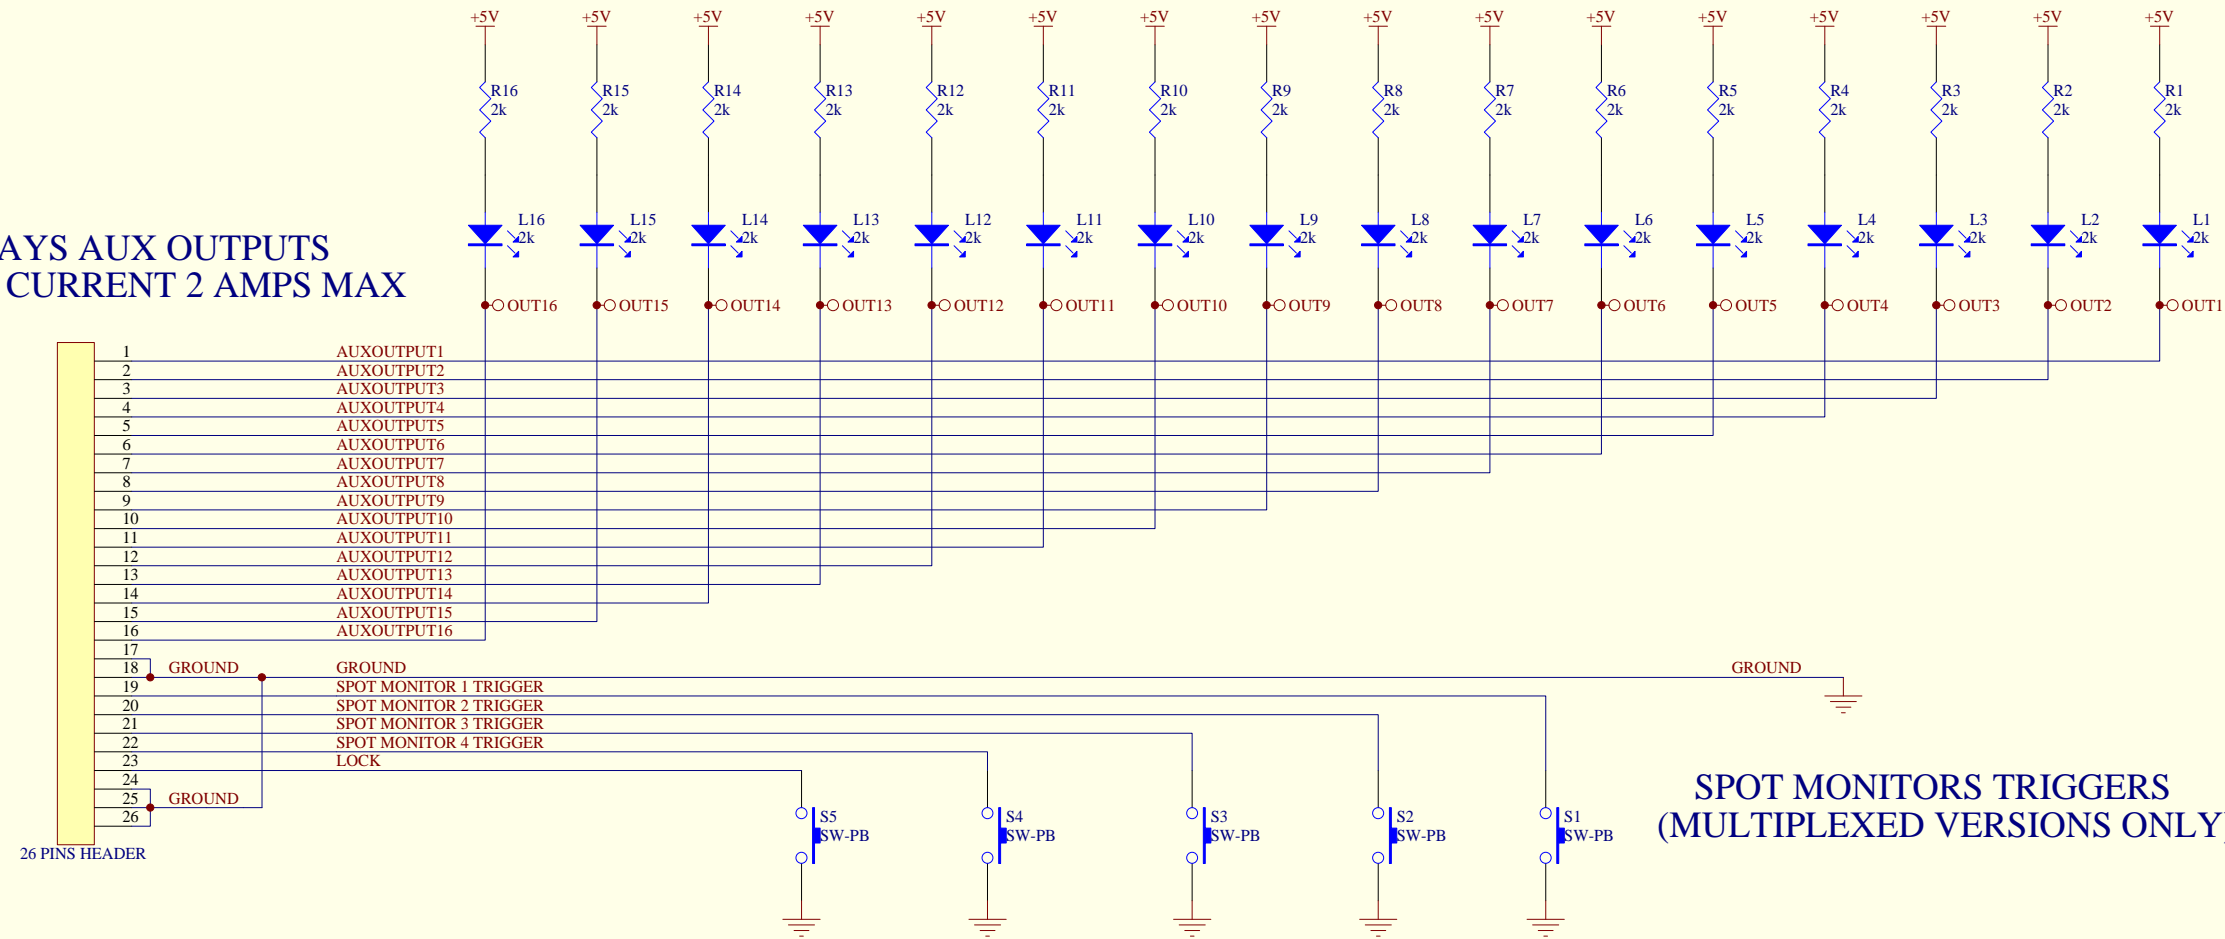 +5V +5V +5V +5V +5V +5V +5V +5V +5V +5V +5V +5V +5V +5V +5V +5V
R16 R15 R14 R13 R12 R11 R10 R9 R8 R7 R6 R5 R4 R3 R2 R1
2k 2k 2k 2k 2k 2k 2k 2k 2k 2k 2k 2k 2k 2k 2k 2k
L16 L15 L14 L13 L12 L11 L10 L9 L8 L7 L6 L5 L4 L3 L2 L1
2k 2k 2k 2k 2k 2k 2k 2k 2k 2k 2k 2k 2k 2k 2k 2k
AYS AUX OUTPUTS
CURRENT 2 AMPS MAX
OUT16 OUT15 OUT14 OUT13 OUT12 OUT11 OUT10 OUT9 OUT8 OUT7 OUT6 OUT5 OUT4 OUT3 OUT2 OUT1
1 AUXOUTPUT1
2 AUXOUTPUT2
3 AUXOUTPUT3
4 AUXOUTPUT4
5 AUXOUTPUT5
6 AUXOUTPUT6
7 AUXOUTPUT7
8 AUXOUTPUT8
9 AUXOUTPUT9
10 AUXOUTPUT10
11 AUXOUTPUT11
12 AUXOUTPUT12
13 AUXOUTPUT13
14 AUXOUTPUT14
15 AUXOUTPUT15
16 AUXOUTPUT16
17
18 GROUND GROUND GROUND
19 SPOT MONITOR 1 TRIGGER
20 SPOT MONITOR 2 TRIGGER
21 SPOT MONITOR 3 TRIGGER
22 SPOT MONITOR 4 TRIGGER
23 LOCK
24
25 GROUND
26
26 PINS HEADER
S5 S4 S3 S2 S1
SW-PB SW-PB SW-PB SW-PB SW-PB
SPOT MONITORS TRIGGERS
(MULTIPLEXED VERSIONS ONLY)